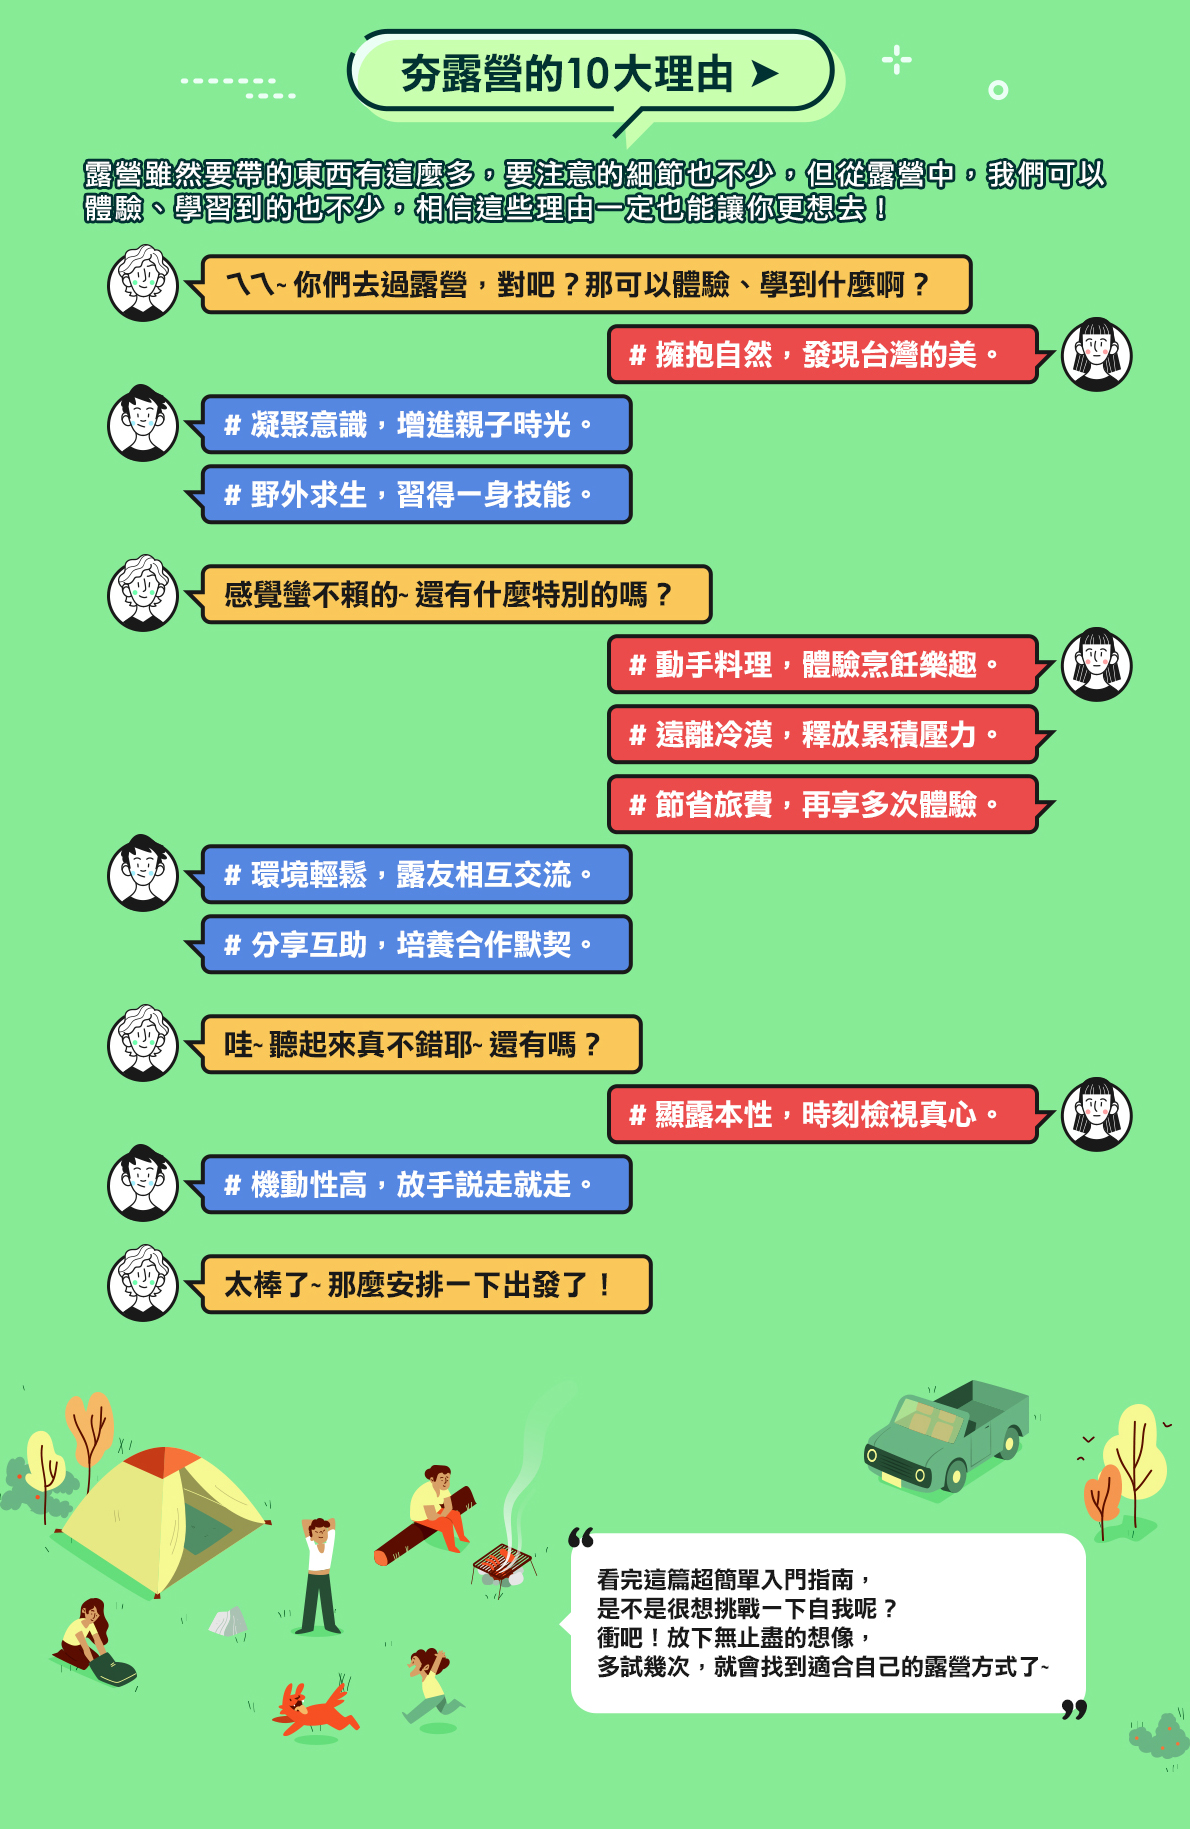 夯露營的10大理由 ➤
露營雖然要帶的東西有這麼多，要注意的細節也不少，但從露營中，我們可以
體驗、學習到的也不少，相信這些理由一定也能讓你更想去！
ㄟㄟ~ 你們去過露營，對吧？那可以體驗、學到什麼啊？
# 擁抱自然，發現台灣的美。
# 凝聚意識，增進親子時光。
# 野外求生，習得一身技能。
感覺蠻不賴的~ 還有什麼特別的嗎？
# 動手料理，體驗烹飪樂趣。
# 遠離冷漠，釋放累積壓力。
# 節省旅費，再享多次體驗。
# 環境輕鬆，露友相互交流。
# 分享互助，培養合作默契。
哇~ 聽起來真不錯耶~ 還有嗎？
# 顯露本性，時刻檢視真心。
# 機動性高，放手説走就走。
太棒了~ 那麼安排一下出發了！
“
看完這篇超簡單入門指南，
是不是很想挑戰一下自我呢？
衝吧！放下無止盡的想像，
多試幾次，就會找到適合自己的露營方式了~
”